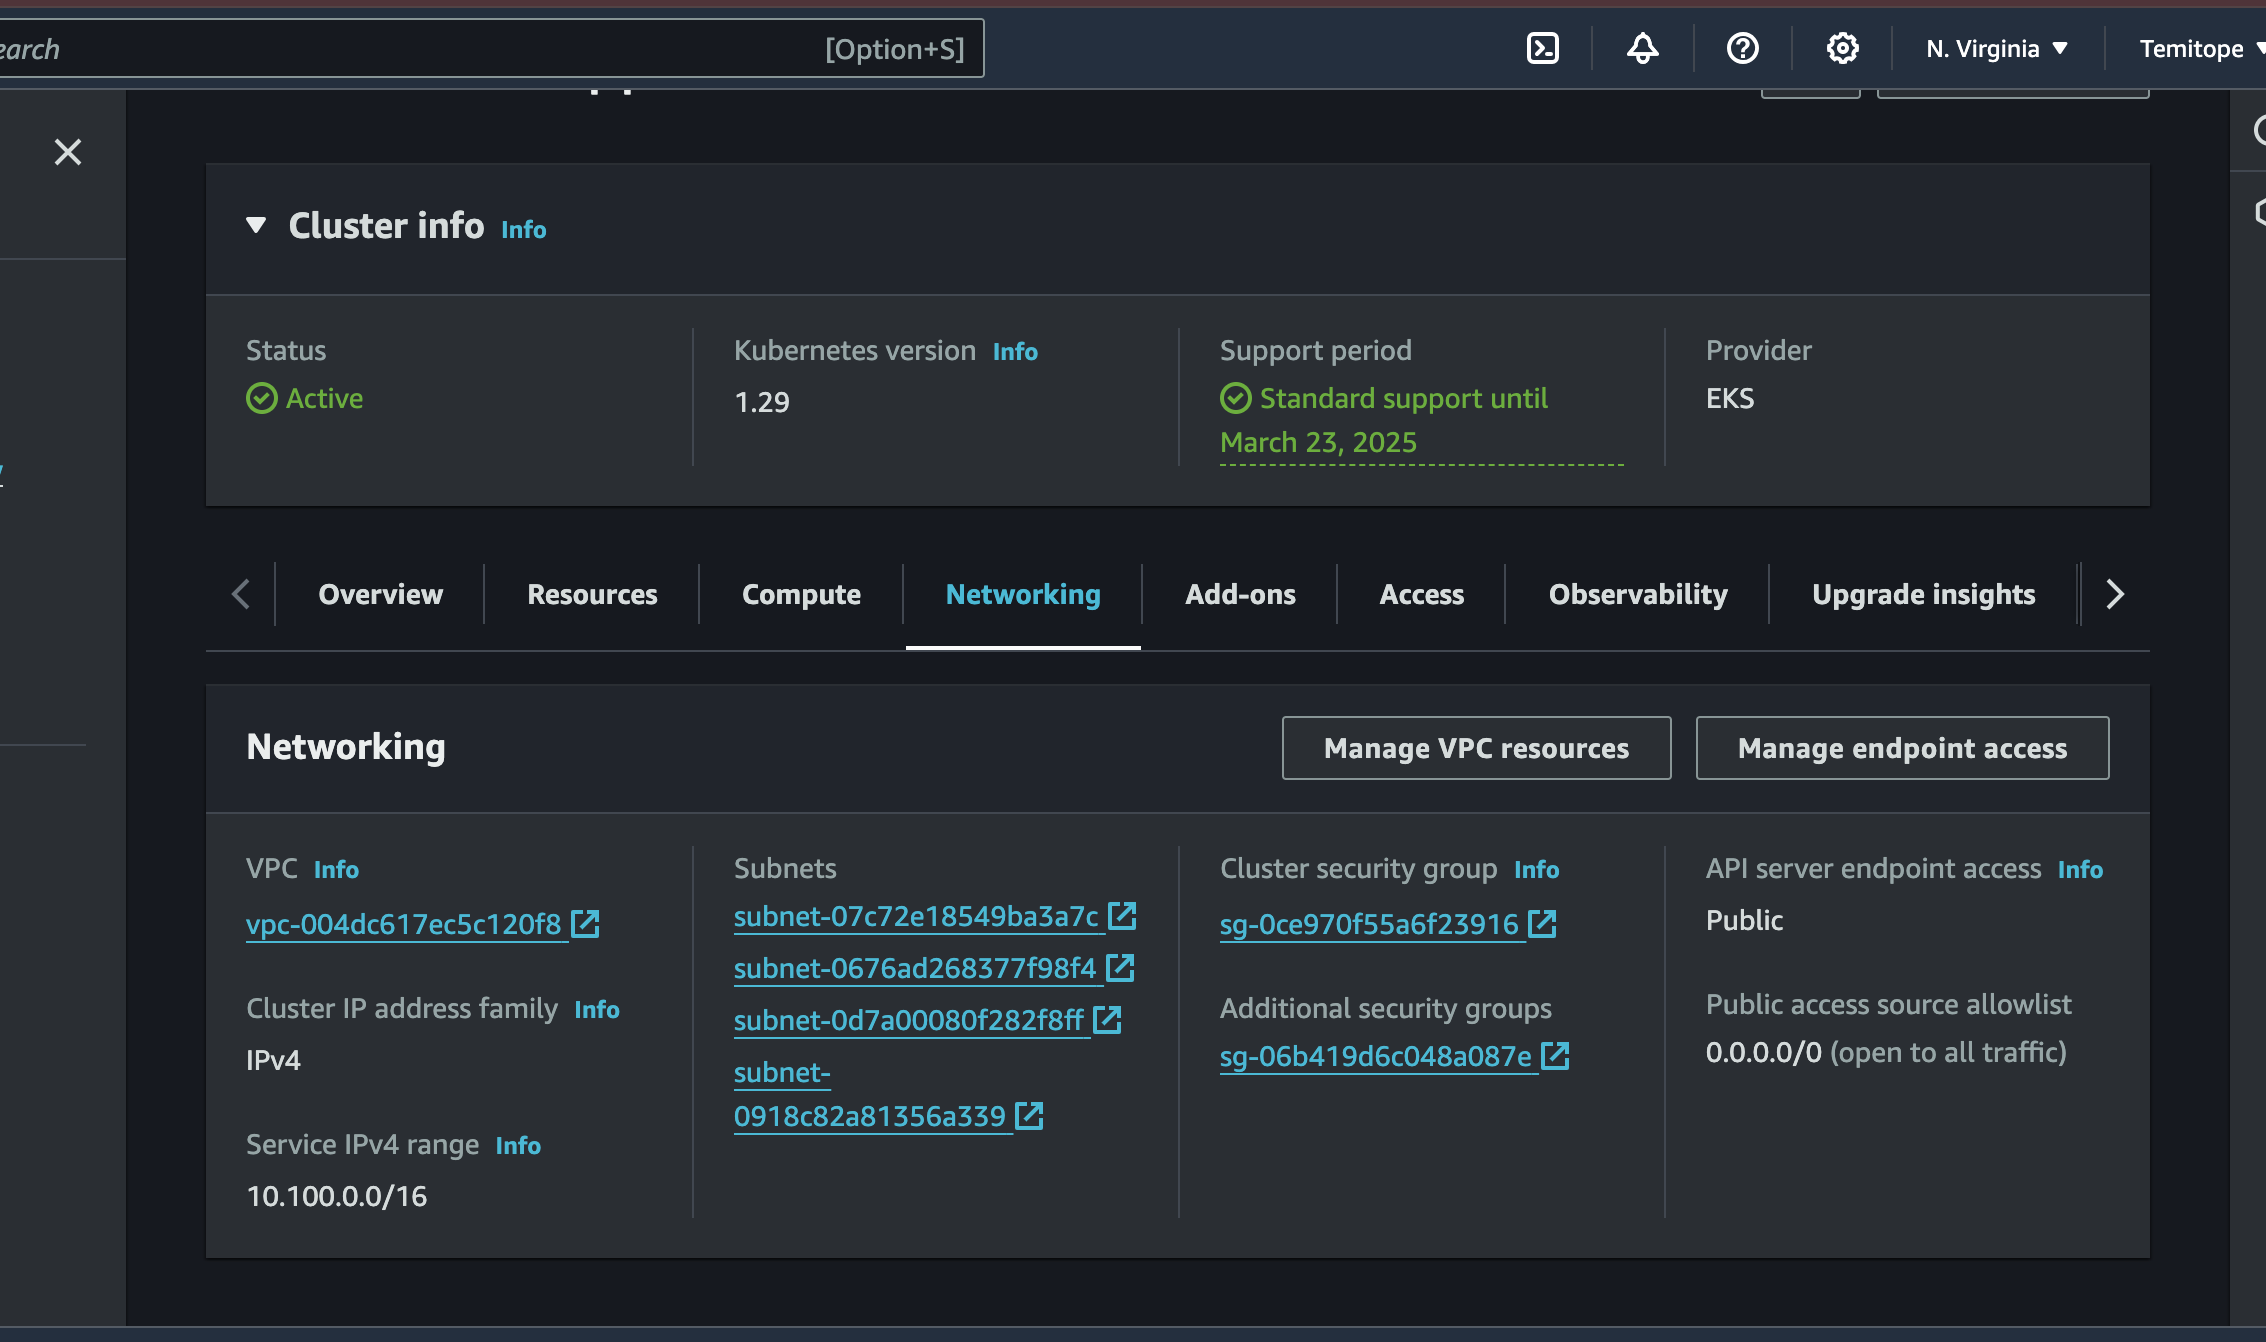 earch [Option+S] N. Virginia Temitope
Cluster info Info
Status
Active
Kubernetes version Info
1.29
Support period
Standard support until
March 23, 2025
Provider
EKS
Overview Resources Compute Networking Add-ons Access Observability Upgrade insights
Networking Manage VPC resources Manage endpoint access
VPC Info
vpc-004dc617ec5c120f8
Cluster IP address family Info
IPv4
Service IPv4 range Info
10.100.0.0/16
Subnets
subnet-07c72e18549ba3a7c
subnet-0676ad268377f98f4
subnet-0d7a00080f282f8ff
subnet-
0918c82a81356a339
Cluster security group Info
sg-0ce970f55a6f23916
Additional security groups
sg-06b419d6c048a087e
API server endpoint access Info
Public
Public access source allowlist
0.0.0.0/0 (open to all traffic)